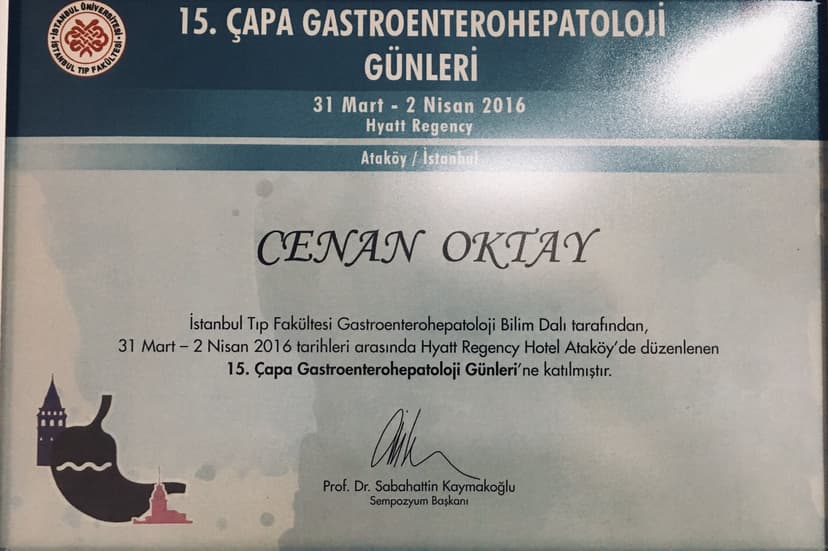 İSTANBUL ÜNİVERSİTESİ
İSTANBUL TIP FAKÜLTESİ
15. ÇAPA GASTROENTEROHEPATOLOJİ
GÜNLERİ
31 Mart - 2 Nisan 2016
Hyatt Regency
Ataköy / İstanbul
CENAN OKTAY
İstanbul Tıp Fakültesi Gastroenterohepatoloji Bilim Dalı tarafından,
31 Mart – 2 Nisan 2016 tarihleri arasında Hyatt Regency Hotel Ataköy'de düzenlenen
15. Çapa Gastroenterohepatoloji Günleri'ne katılmıştır.
Prof. Dr. Sabahattin Kaymakoğlu
Sempozyum Başkanı